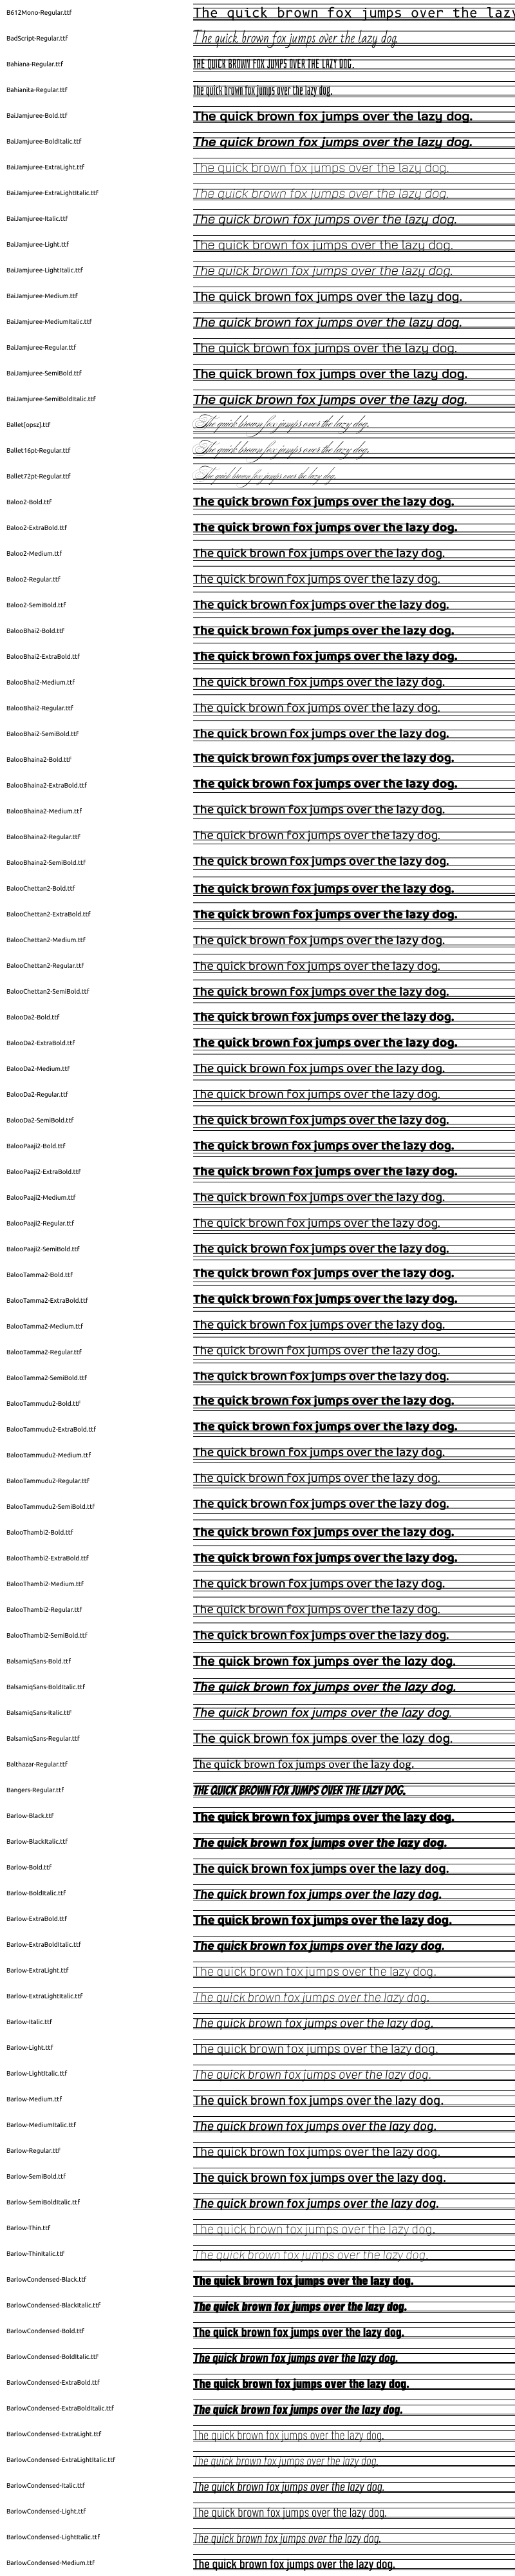 B612Mono-Regular.ttf The quick brown fox jumps over the lazy
BadScript-Regular.ttf The quick brown fox jumps over the lazy dog.
Bahiana-Regular.ttf THE QUICK BROWN FOX JUMPS OVER THE LAZY DOG.
Bahianita-Regular.ttf The quick brown fox jumps over the lazy dog.
BaiJamjuree-Bold.ttf The quick brown fox jumps over the lazy dog.
BaiJamjuree-BoldItalic.ttf The quick brown fox jumps over the lazy dog.
BaiJamjuree-ExtraLight.ttf The quick brown fox jumps over the lazy dog.
BaiJamjuree-ExtraLightItalic.ttf The quick brown fox jumps over the lazy dog.
BaiJamjuree-Italic.ttf The quick brown fox jumps over the lazy dog.
BaiJamjuree-Light.ttf The quick brown fox jumps over the lazy dog.
BaiJamjuree-LightItalic.ttf The quick brown fox jumps over the lazy dog.
BaiJamjuree-Medium.ttf The quick brown fox jumps over the lazy dog.
BaiJamjuree-MediumItalic.ttf The quick brown fox jumps over the lazy dog.
BaiJamjuree-Regular.ttf The quick brown fox jumps over the lazy dog.
BaiJamjuree-SemiBold.ttf The quick brown fox jumps over the lazy dog.
BaiJamjuree-SemiBoldItalic.ttf The quick brown fox jumps over the lazy dog.
Ballet[opsz].ttf The quick brown fox jumps over the lazy dog.
Ballet16pt-Regular.ttf The quick brown fox jumps over the lazy dog.
Ballet72pt-Regular.ttf The quick brown fox jumps over the lazy dog.
Baloo2-Bold.ttf The quick brown fox jumps over the lazy dog.
Baloo2-ExtraBold.ttf The quick brown fox jumps over the lazy dog.
Baloo2-Medium.ttf The quick brown fox jumps over the lazy dog.
Baloo2-Regular.ttf The quick brown fox jumps over the lazy dog.
Baloo2-SemiBold.ttf The quick brown fox jumps over the lazy dog.
BalooBhai2-Bold.ttf The quick brown fox jumps over the lazy dog.
BalooBhai2-ExtraBold.ttf The quick brown fox jumps over the lazy dog.
BalooBhai2-Medium.ttf The quick brown fox jumps over the lazy dog.
BalooBhai2-Regular.ttf The quick brown fox jumps over the lazy dog.
BalooBhai2-SemiBold.ttf The quick brown fox jumps over the lazy dog.
BalooBhaina2-Bold.ttf The quick brown fox jumps over the lazy dog.
BalooBhaina2-ExtraBold.ttf The quick brown fox jumps over the lazy dog.
BalooBhaina2-Medium.ttf The quick brown fox jumps over the lazy dog.
BalooBhaina2-Regular.ttf The quick brown fox jumps over the lazy dog.
BalooBhaina2-SemiBold.ttf The quick brown fox jumps over the lazy dog.
BalooChettan2-Bold.ttf The quick brown fox jumps over the lazy dog.
BalooChettan2-ExtraBold.ttf The quick brown fox jumps over the lazy dog.
BalooChettan2-Medium.ttf The quick brown fox jumps over the lazy dog.
BalooChettan2-Regular.ttf The quick brown fox jumps over the lazy dog.
BalooChettan2-SemiBold.ttf The quick brown fox jumps over the lazy dog.
BalooDa2-Bold.ttf The quick brown fox jumps over the lazy dog.
BalooDa2-ExtraBold.ttf The quick brown fox jumps over the lazy dog.
BalooDa2-Medium.ttf The quick brown fox jumps over the lazy dog.
BalooDa2-Regular.ttf The quick brown fox jumps over the lazy dog.
BalooDa2-SemiBold.ttf The quick brown fox jumps over the lazy dog.
BalooPaaji2-Bold.ttf The quick brown fox jumps over the lazy dog.
BalooPaaji2-ExtraBold.ttf The quick brown fox jumps over the lazy dog.
BalooPaaji2-Medium.ttf The quick brown fox jumps over the lazy dog.
BalooPaaji2-Regular.ttf The quick brown fox jumps over the lazy dog.
BalooPaaji2-SemiBold.ttf The quick brown fox jumps over the lazy dog.
BalooTamma2-Bold.ttf The quick brown fox jumps over the lazy dog.
BalooTamma2-ExtraBold.ttf The quick brown fox jumps over the lazy dog.
BalooTamma2-Medium.ttf The quick brown fox jumps over the lazy dog.
BalooTamma2-Regular.ttf The quick brown fox jumps over the lazy dog.
BalooTamma2-SemiBold.ttf The quick brown fox jumps over the lazy dog.
BalooTammudu2-Bold.ttf The quick brown fox jumps over the lazy dog.
BalooTammudu2-ExtraBold.ttf The quick brown fox jumps over the lazy dog.
BalooTammudu2-Medium.ttf The quick brown fox jumps over the lazy dog.
BalooTammudu2-Regular.ttf The quick brown fox jumps over the lazy dog.
BalooTammudu2-SemiBold.ttf The quick brown fox jumps over the lazy dog.
BalooThambi2-Bold.ttf The quick brown fox jumps over the lazy dog.
BalooThambi2-ExtraBold.ttf The quick brown fox jumps over the lazy dog.
BalooThambi2-Medium.ttf The quick brown fox jumps over the lazy dog.
BalooThambi2-Regular.ttf The quick brown fox jumps over the lazy dog.
BalooThambi2-SemiBold.ttf The quick brown fox jumps over the lazy dog.
BalsamiqSans-Bold.ttf The quick brown fox jumps over the lazy dog.
BalsamiqSans-BoldItalic.ttf The quick brown fox jumps over the lazy dog.
BalsamiqSans-Italic.ttf The quick brown fox jumps over the lazy dog.
BalsamiqSans-Regular.ttf The quick brown fox jumps over the lazy dog.
Balthazar-Regular.ttf The quick brown fox jumps over the lazy dog.
Bangers-Regular.ttf THE QUICK BROWN FOX JUMPS OVER THE LAZY DOG.
Barlow-Black.ttf The quick brown fox jumps over the lazy dog.
Barlow-BlackItalic.ttf The quick brown fox jumps over the lazy dog.
Barlow-Bold.ttf The quick brown fox jumps over the lazy dog.
Barlow-BoldItalic.ttf The quick brown fox jumps over the lazy dog.
Barlow-ExtraBold.ttf The quick brown fox jumps over the lazy dog.
Barlow-ExtraBoldItalic.ttf The quick brown fox jumps over the lazy dog.
Barlow-ExtraLight.ttf The quick brown fox jumps over the lazy dog.
Barlow-ExtraLightItalic.ttf The quick brown fox jumps over the lazy dog.
Barlow-Italic.ttf The quick brown fox jumps over the lazy dog.
Barlow-Light.ttf The quick brown fox jumps over the lazy dog.
Barlow-LightItalic.ttf The quick brown fox jumps over the lazy dog.
Barlow-Medium.ttf The quick brown fox jumps over the lazy dog.
Barlow-MediumItalic.ttf The quick brown fox jumps over the lazy dog.
Barlow-Regular.ttf The quick brown fox jumps over the lazy dog.
Barlow-SemiBold.ttf The quick brown fox jumps over the lazy dog.
Barlow-SemiBoldItalic.ttf The quick brown fox jumps over the lazy dog.
Barlow-Thin.ttf The quick brown fox jumps over the lazy dog.
Barlow-ThinItalic.ttf The quick brown fox jumps over the lazy dog.
BarlowCondensed-Black.ttf The quick brown fox jumps over the lazy dog.
BarlowCondensed-BlackItalic.ttf The quick brown fox jumps over the lazy dog.
BarlowCondensed-Bold.ttf The quick brown fox jumps over the lazy dog.
BarlowCondensed-BoldItalic.ttf The quick brown fox jumps over the lazy dog.
BarlowCondensed-ExtraBold.ttf The quick brown fox jumps over the lazy dog.
BarlowCondensed-ExtraBoldItalic.ttf The quick brown fox jumps over the lazy dog.
BarlowCondensed-ExtraLight.ttf The quick brown fox jumps over the lazy dog.
BarlowCondensed-ExtraLightItalic.ttf The quick brown fox jumps over the lazy dog.
BarlowCondensed-Italic.ttf The quick brown fox jumps over the lazy dog.
BarlowCondensed-Light.ttf The quick brown fox jumps over the lazy dog.
BarlowCondensed-LightItalic.ttf The quick brown fox jumps over the lazy dog.
BarlowCondensed-Medium.ttf The quick brown fox jumps over the lazy dog.